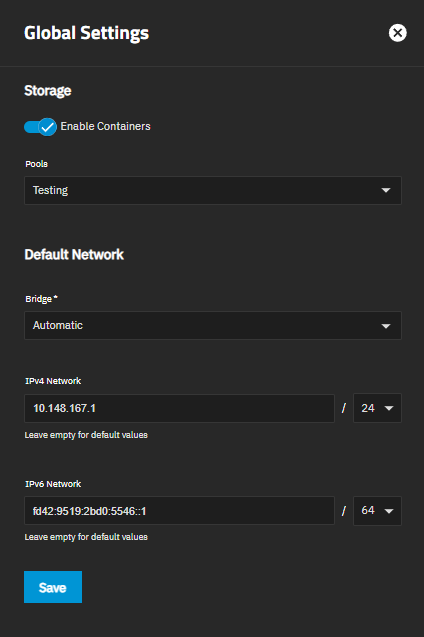 Global Settings
Storage
Enable Containers
Pools
Testing
Default Network
Bridge *
Automatic
IPv4 Network
10.148.167.1 / 24
Leave empty for default values
IPv6 Network
fd42:9519:2bd0:5546::1 / 64
Leave empty for default values
Save